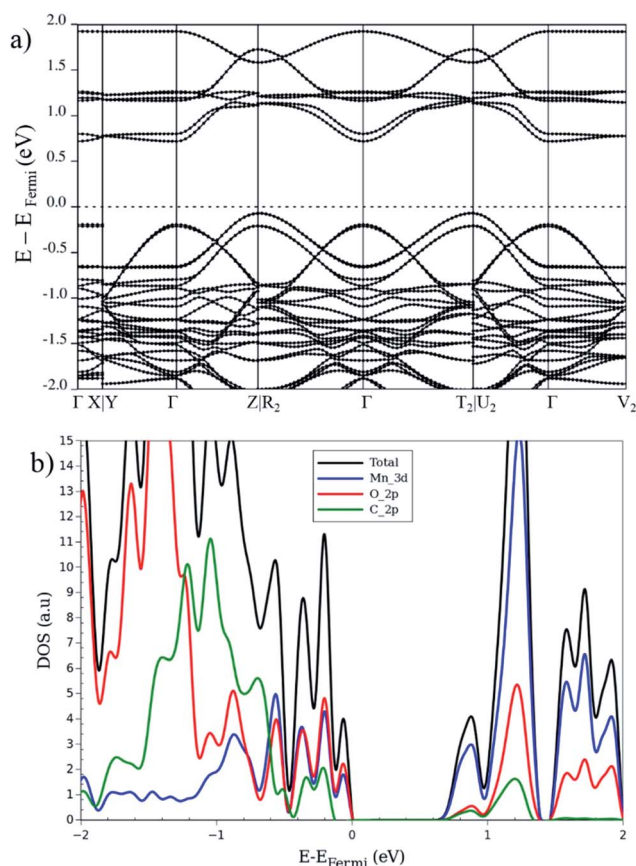 a)
E − E Fermi (eV)
2.0
1.5
1.0
0.5
0.0
-0.5
-1.0
-1.5
-2.0
Γ X|Y Γ Z|R₂ Γ T₂|U₂ Γ V₂
b)
DOS (a.u)
15
14
13
12
11
10
9
8
7
6
5
4
3
2
1
0
Total
Mn_3d
O_2p
C_2p
−2 −1 0 1 2
E-EFermi (eV)